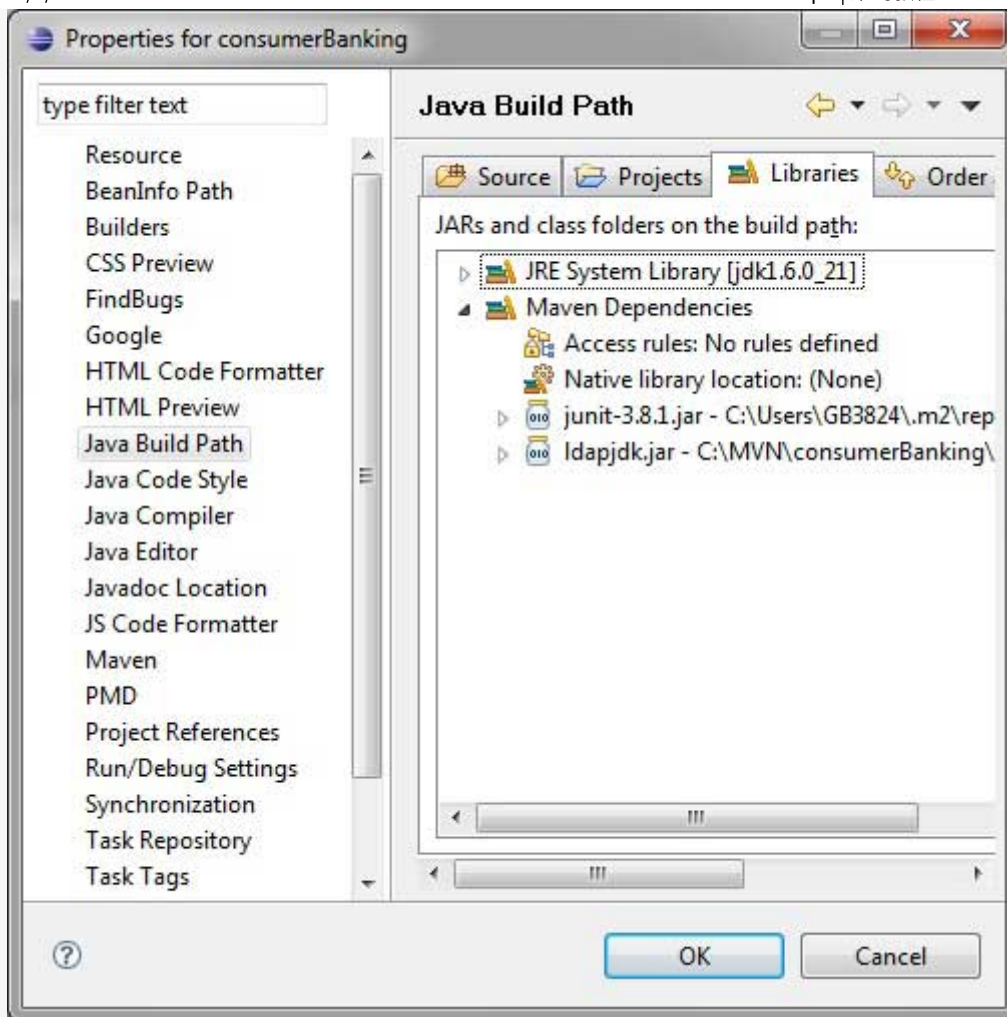 Properties for consumerBanking
type filter text
Resource
BeanInfo Path
Builders
CSS Preview
FindBugs
Google
HTML Code Formatter
HTML Preview
Java Build Path
Java Code Style
Java Compiler
Java Editor
Javadoc Location
JS Code Formatter
Maven
PMD
Project References
Run/Debug Settings
Synchronization
Task Repository
Task Tags
Java Build Path
Source Projects Libraries Order
JARs and class folders on the build path:
JRE System Library [jdk1.6.0_21]
Maven Dependencies
Access rules: No rules defined
Native library location: (None)
junit-3.8.1.jar - C:\Users\GB3824\.m2\rep
ldapjdk.jar - C:\MVN\consumerBanking\
OK Cancel